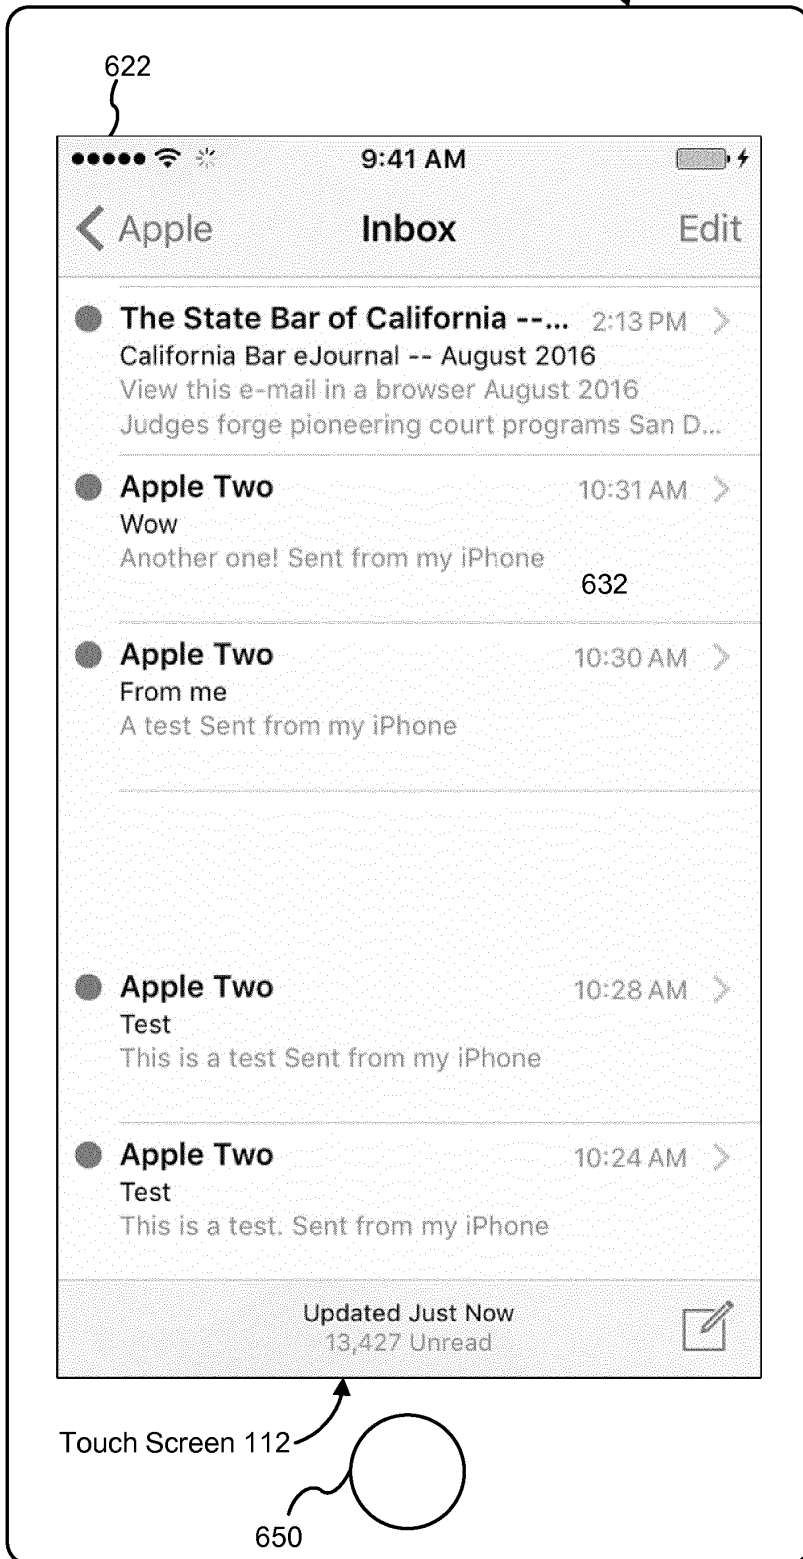 622
9:41 AM
Apple Inbox Edit
The State Bar of California --... 2:13 PM
California Bar eJournal -- August 2016
View this e-mail in a browser August 2016
Judges forge pioneering court programs San D...
Apple Two 10:31 AM
Wow
Another one! Sent from my iPhone
632
Apple Two 10:30 AM
From me
A test Sent from my iPhone
Apple Two 10:28 AM
Test
This is a test Sent from my iPhone
Apple Two 10:24 AM
Test
This is a test. Sent from my iPhone
Updated Just Now
13,427 Unread
Touch Screen 112
650